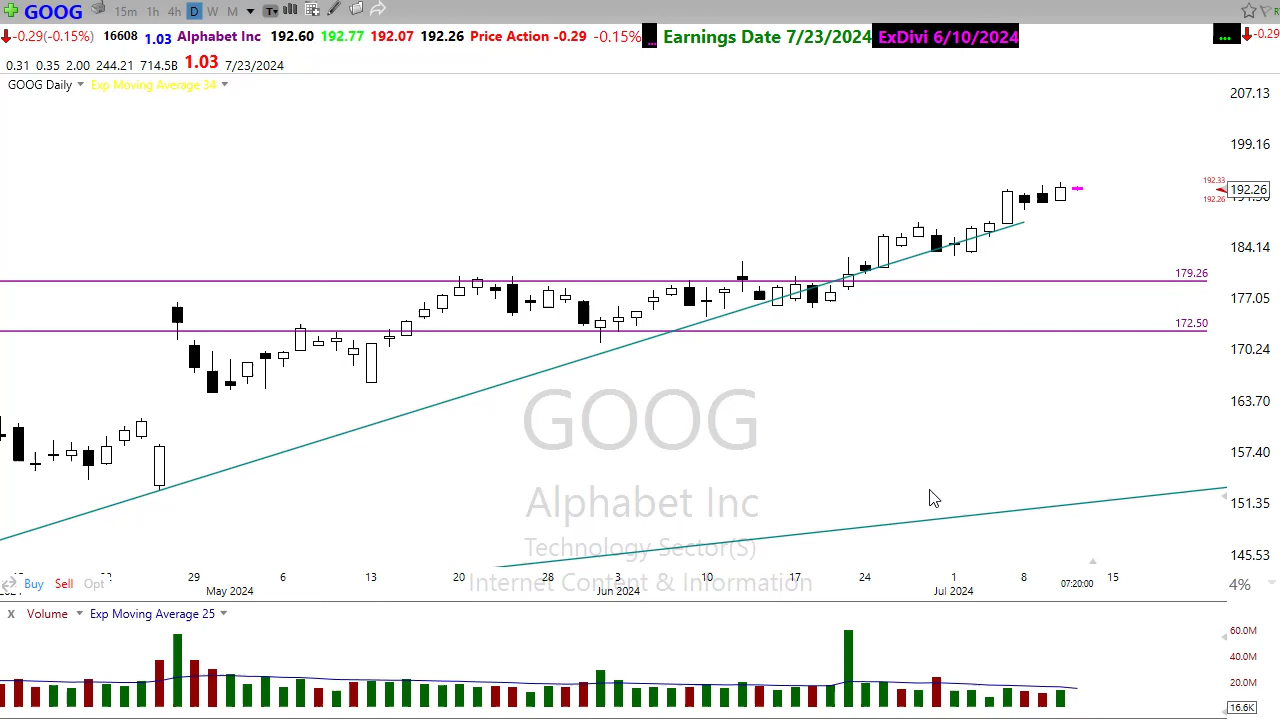 GOOG 15m 1h 4h D W M T
-0.29(-0.15%) 16608 1.03 Alphabet Inc 192.60 192.77 192.07 192.26 Price Action -0.29 -0.15% ... Earnings Date 7/23/2024 ExDivi 6/10/2024 ... -0.29
0.31 0.35 2.00 244.21 714.5B 1.03 7/23/2024
GOOG Daily Exp Moving Average 34
207.13
199.16
192.33
192.26
192.26
184.14
179.26
177.05
172.50
170.24
163.70
GOOG
157.40
Alphabet Inc
151.35
Technology Sector(S)
145.53
Internet Content & Information
Buy Sell Opt
29 6 13 20 28 3 10 17 24 1 8 15
07:20:00
4%
May 2024 Jun 2024 Jul 2024
X Volume Exp Moving Average 25
60.0M
40.0M
20.0M
16.6K